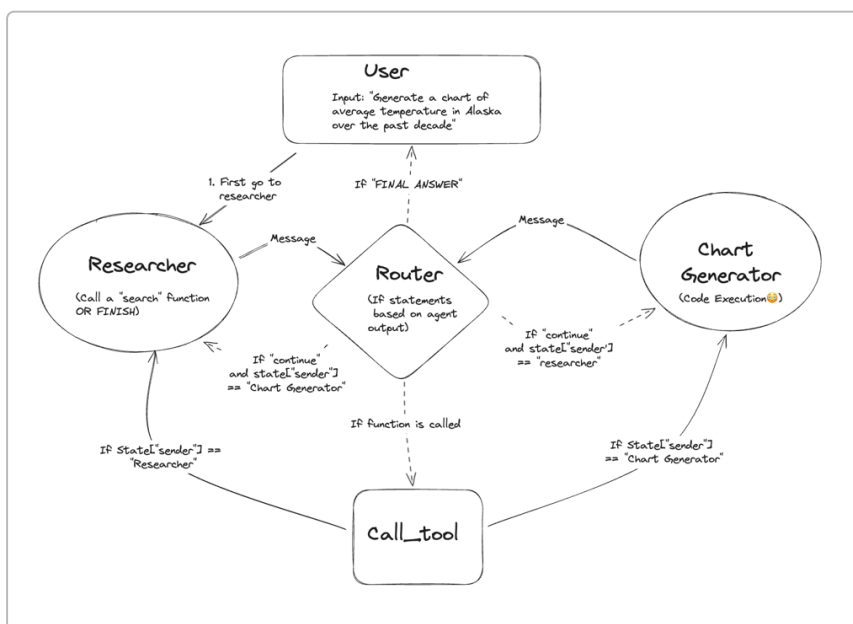 User
Input: "Generate a chart of
average temperature in Alaska
over the past decade"
1. First go to
researcher
If "FINAL ANSWER"
Message
Message
Researcher
(Call a "search" function
OR FINISH)
Router
(If statements
based on agent
output)
Chart
Generator
(Code Execution😳)
If "continue"
and state["sender"]
== "Chart Generator"
If "continue"
and state["sender']
== "researcher"
If function is called
If State["sender"] ==
"Researcher"
If State["sender"]
== "Chart Generator"
Call_tool